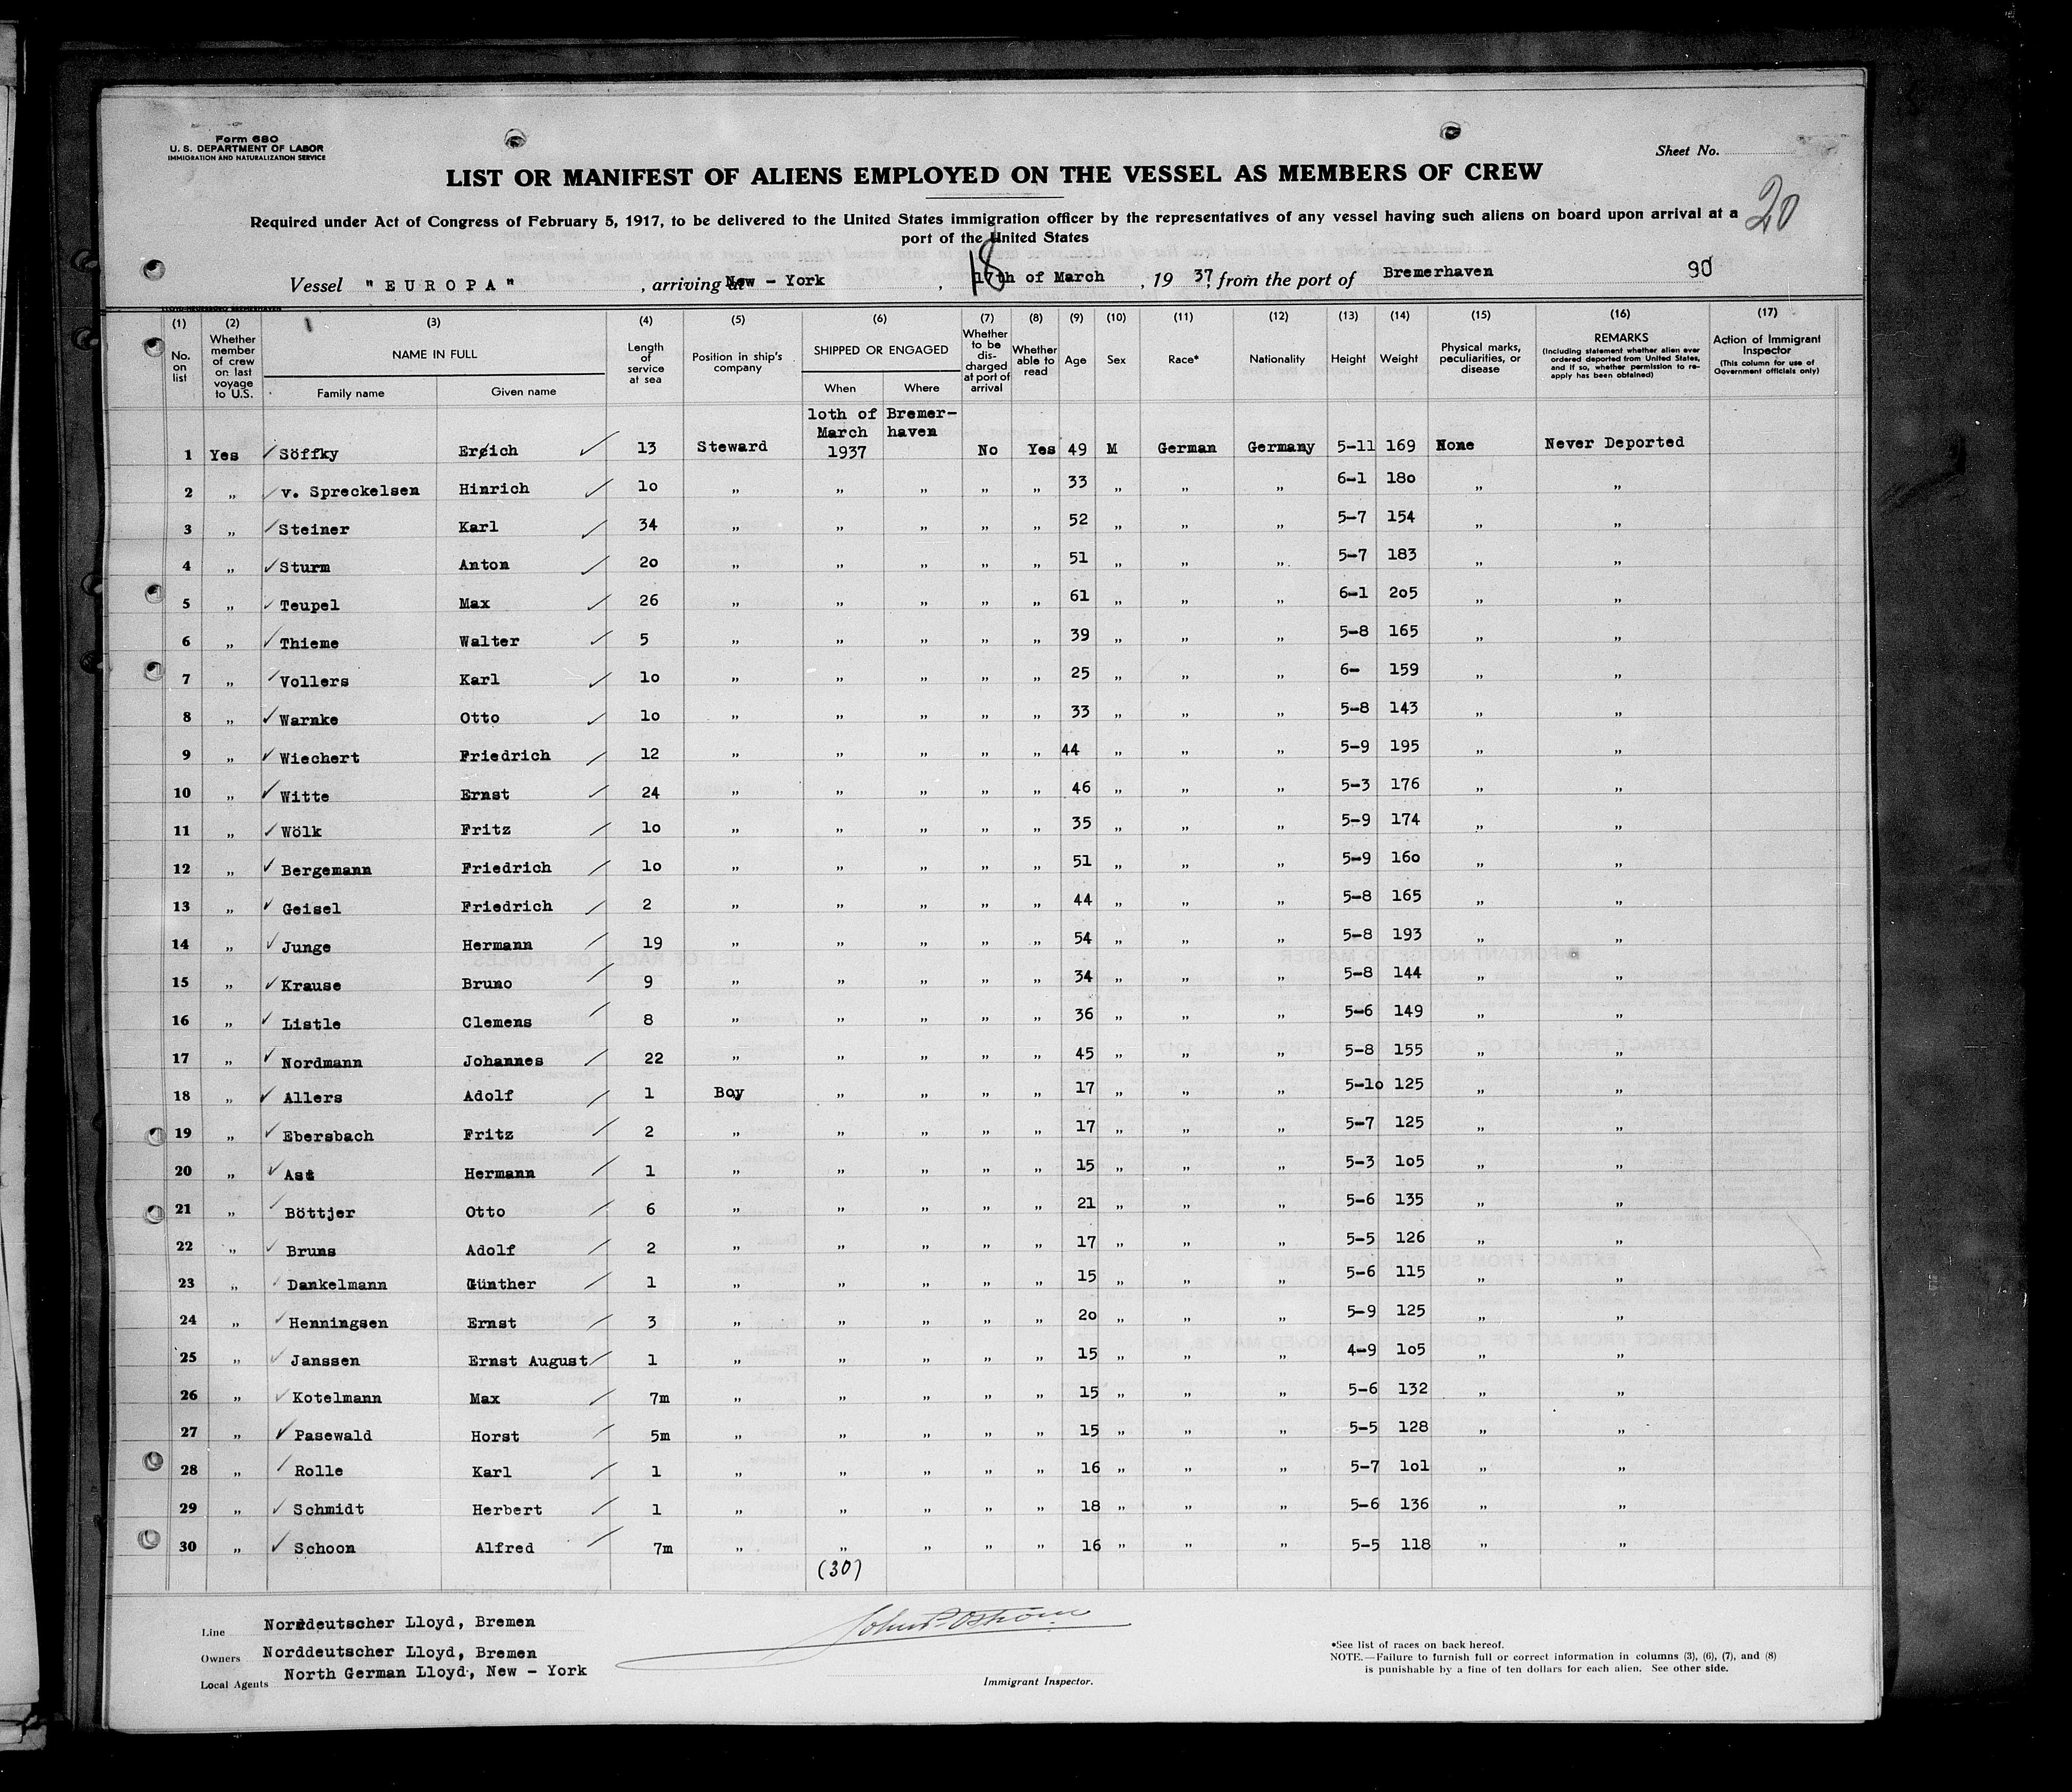 Form 680
U. S. DEPARTMENT OF LABOR
IMMIGRATION AND NATURALIZATION SERVICE
Sheet No.
20
LIST OR MANIFEST OF ALIENS EMPLOYED ON THE VESSEL AS MEMBERS OF CREW
Required under Act of Congress of February 5, 1917, to be delivered to the United States immigration officer by the representatives of any vessel having such aliens on board upon arrival at a
port of the United States
18
Vessel "EUROPA", arriving at New - York, 17th of March, 1937, from the port of Bremerhaven 90
(1) (2) (3) (4) (5) (6) (7) (8) (9) (10) (11) (12) (13) (14) (15) (16) (17)
No. on list
Whether member of crew on last voyage to U.S.
NAME IN FULL
Family name Given name
Length of service at sea
Position in ship's company
SHIPPED OR ENGAGED
When Where
Whether to be discharged at port of arrival
Whether able to read
Age
Sex
Race*
Nationality
Height
Weight
Physical marks, peculiarities, or disease
REMARKS
(Including statement whether alien ever ordered deported from United States, and if so, whether permission to re-apply has been obtained)
Action of Immigrant Inspector
(This column for use of Government officials only)
1 Yes Söffky Erich 13 Steward 10th of March 1937 Bremer-haven No Yes 49 M German Germany 5-11 169 None Never Deported
2 „ v. Spreckelsen Hinrich 10 „ „ „ „ „ 33 „ „ „ 6-1 180 „ „
3 „ Steiner Karl 34 „ „ „ „ „ 52 „ „ „ 5-7 154 „ „
4 „ Sturm Anton 20 „ „ „ „ „ 51 „ „ „ 5-7 183 „ „
5 „ Teupel Max 26 „ „ „ „ „ 61 „ „ „ 6-1 205 „ „
6 „ Thieme Walter 5 „ „ „ „ „ 39 „ „ „ 5-8 165 „ „
7 „ Vollers Karl 10 „ „ „ „ „ 25 „ „ „ 6- 159 „ „
8 „ Warnke Otto 10 „ „ „ „ „ 33 „ „ „ 5-8 143 „ „
9 „ Wiechert Friedrich 12 „ „ „ „ „ 44 „ „ „ 5-9 195 „ „
10 „ Witte Ernst 24 „ „ „ „ „ 46 „ „ „ 5-3 176 „ „
11 „ Wölk Fritz 10 „ „ „ „ „ 35 „ „ „ 5-9 174 „ „
12 „ Bergemann Friedrich 10 „ „ „ „ „ 51 „ „ „ 5-9 160 „ „
13 „ Geisel Friedrich 2 „ „ „ „ „ 44 „ „ „ 5-8 165 „ „
14 „ Junge Hermann 19 „ „ „ „ „ 54 „ „ „ 5-8 193 „ „
15 „ Krause Bruno 9 „ „ „ „ „ 34 „ „ „ 5-8 144 „ „
16 „ Listle Clemens 8 „ „ „ „ „ 36 „ „ „ 5-6 149 „ „
17 „ Nordmann Johannes 22 „ „ „ „ „ 45 „ „ „ 5-8 155 „ „
18 „ Allers Adolf 1 Boy „ „ „ „ 17 „ „ „ 5-10 125 „ „
19 „ Ebersbach Fritz 2 „ „ „ „ „ 17 „ „ „ 5-7 125 „ „
20 „ Ast Hermann 1 „ „ „ „ „ 15 „ „ „ 5-3 105 „ „
21 „ Böttjer Otto 6 „ „ „ „ „ 21 „ „ „ 5-6 135 „ „
22 „ Bruns Adolf 2 „ „ „ „ „ 17 „ „ „ 5-5 126 „ „
23 „ Dankelmann Günther 1 „ „ „ „ „ 15 „ „ „ 5-6 115 „ „
24 „ Henningsen Ernst 3 „ „ „ „ „ 20 „ „ „ 5-9 125 „ „
25 „ Janssen Ernst August 1 „ „ „ „ „ 15 „ „ „ 4-9 105 „ „
26 „ Kotelmann Max 7m „ „ „ „ „ 15 „ „ „ 5-6 132 „ „
27 „ Pasewald Horst 5m „ „ „ „ „ 15 „ „ „ 5-5 128 „ „
28 „ Rolle Karl 1 „ „ „ „ „ 16 „ „ „ 5-7 101 „ „
29 „ Schmidt Herbert 1 „ „ „ „ „ 18 „ „ „ 5-6 136 „ „
30 „ Schoon Alfred 7m „ „ „ „ „ 16 „ „ „ 5-5 118 „ „
(30)
Line Norddeutscher Lloyd, Bremen
Owners Norddeutscher Lloyd, Bremen
Local Agents North German Lloyd, New - York
Immigrant Inspector.
*See list of races on back hereof.
NOTE.—Failure to furnish full or correct information in columns (3), (6), (7), and (8)
is punishable by a fine of ten dollars for each alien. See other side.